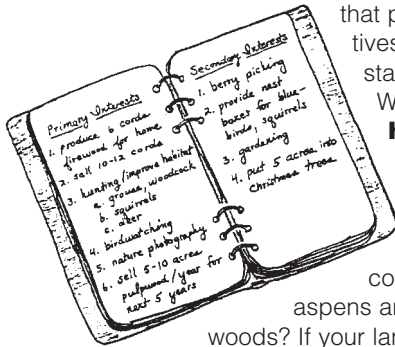 that p
tives
sta
W
h
co
aspens ar
woods? If your lar
Primary Interests
1. produce 6 cords
firewood for home
2. sell 10-12 cords
3. hunting/improve habitat
a. grouse, woodcock
b. squirrels
c. deer
4. birdwatching
5. nature photography
6. sell 5-10 acres
pulpwood/year for
next 5 years
Secondary Interests
1. berry picking
2. provide nest
boxes for blue-
birds, squirrels
3. gardening
4. put 5 acres into
Christmas trees